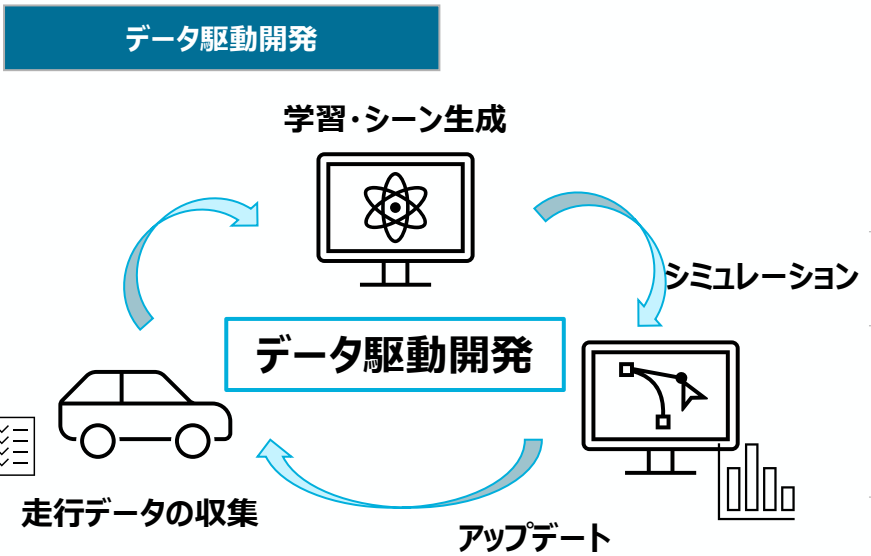 データ駆動開発
学習・シーン生成
シミュレーション
データ駆動開発
走行データの収集
アップデート